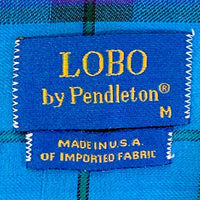 LOBO
by Pendleton®
M
MADE IN U.S.A.
OF IMPORTED FABRIC